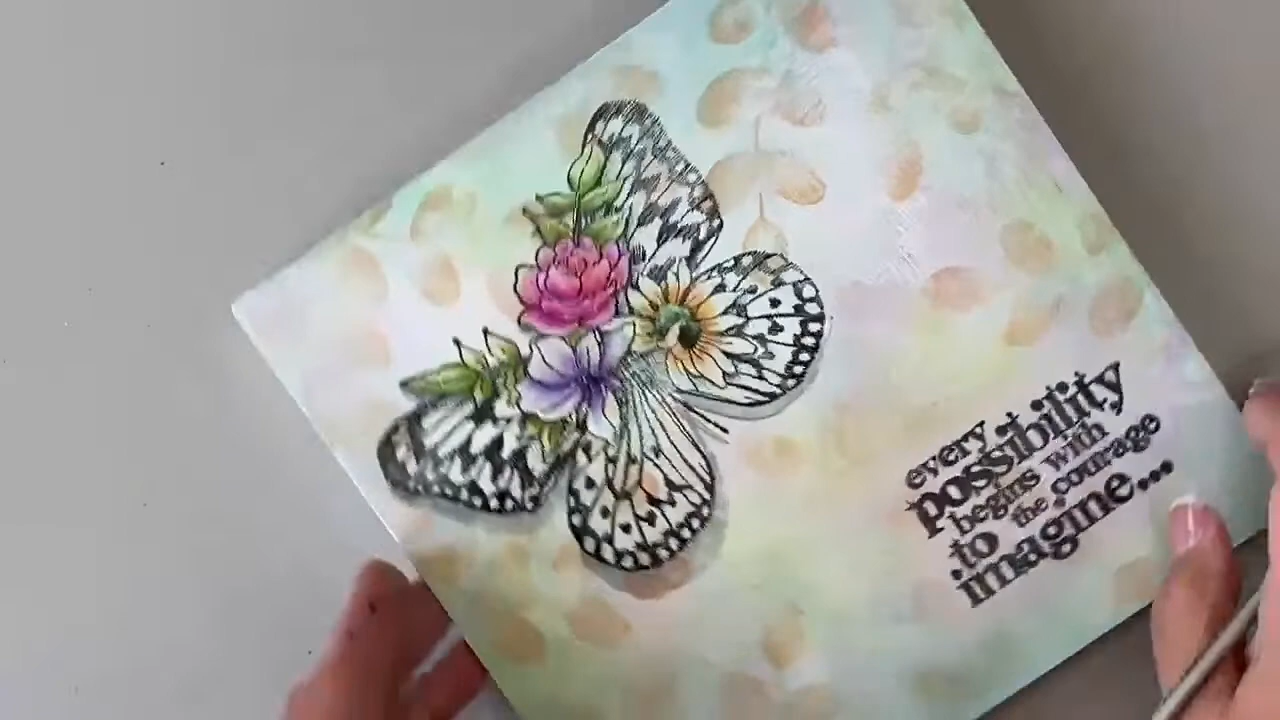 every
possibility
begins with
the courage
to
imagine...